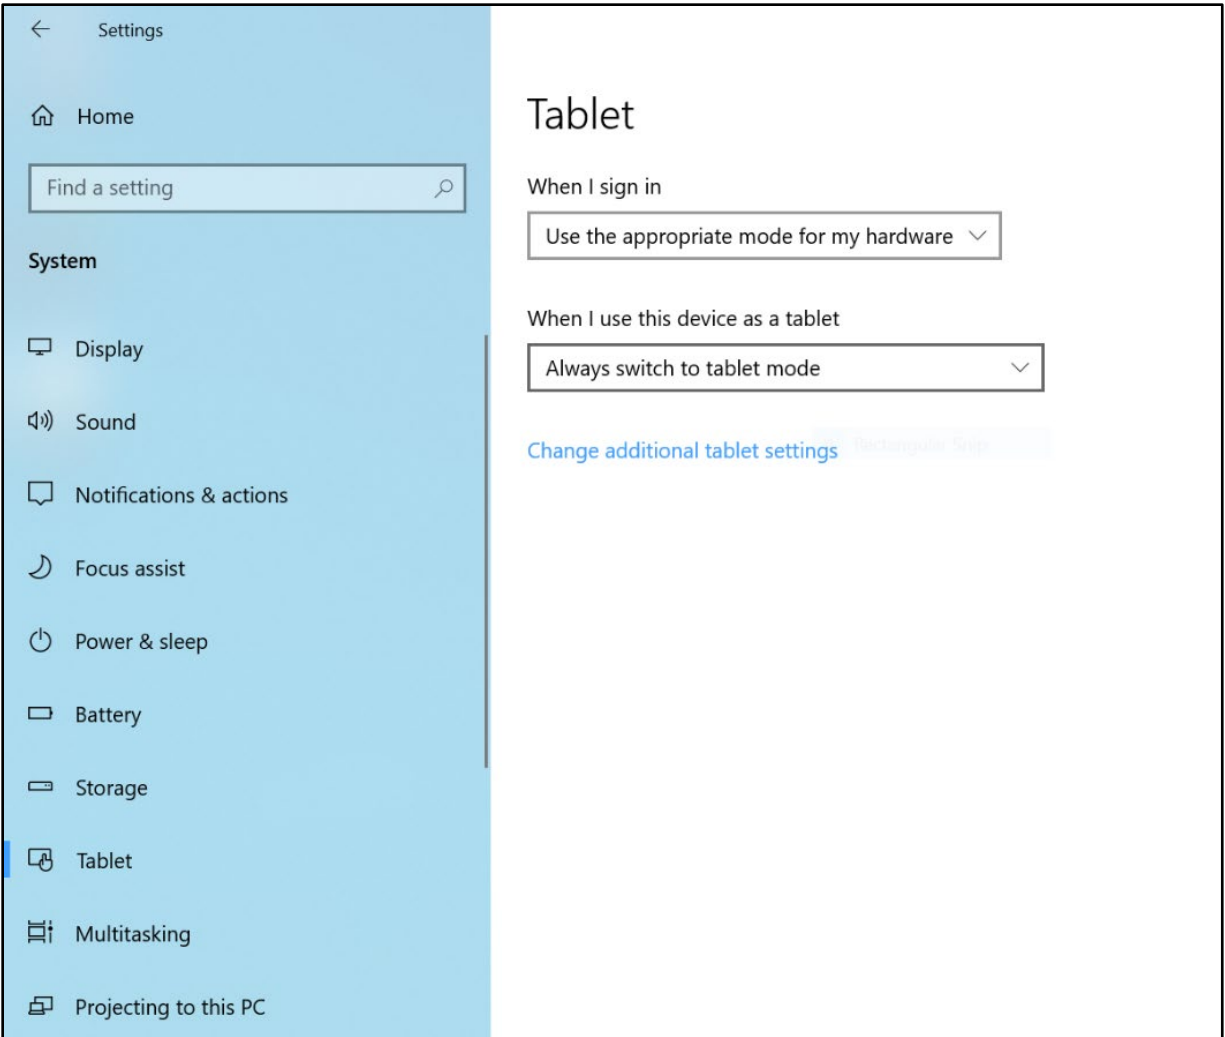 Settings
Home
Find a setting
System
Display
Sound
Notifications & actions
Focus assist
Power & sleep
Battery
Storage
Tablet
Multitasking
Projecting to this PC
Tablet
When I sign in
Use the appropriate mode for my hardware
When I use this device as a tablet
Always switch to tablet mode
Change additional tablet settings
Rectangular Snip